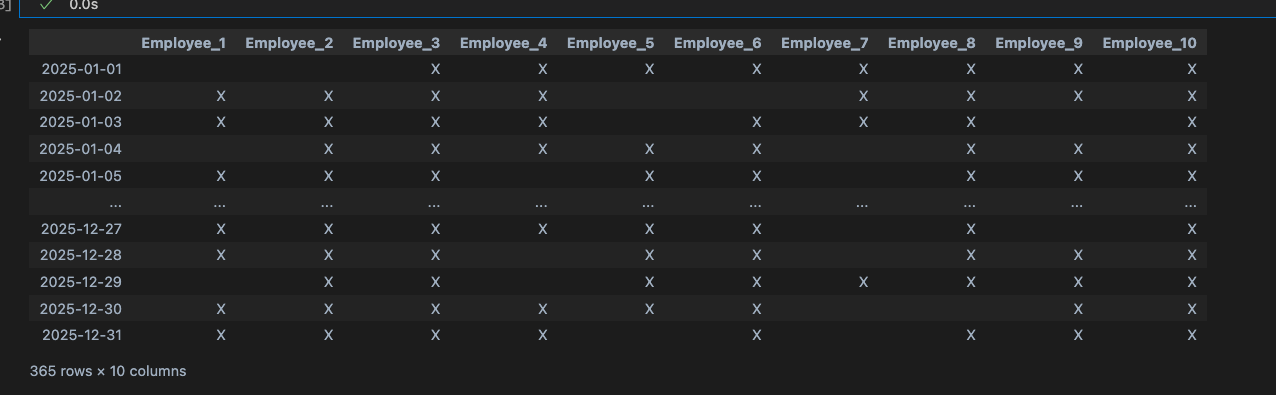 3] ✓ 0.0s
Employee_1 Employee_2 Employee_3 Employee_4 Employee_5 Employee_6 Employee_7 Employee_8 Employee_9 Employee_10
2025-01-01 X X X X X X X X
2025-01-02 X X X X X X X X
2025-01-03 X X X X X X X X
2025-01-04 X X X X X X X X
2025-01-05 X X X X X X X X
... ... ... ... ... ... ... ... ... ... ...
2025-12-27 X X X X X X X X
2025-12-28 X X X X X X X X
2025-12-29 X X X X X X X X
2025-12-30 X X X X X X X X
2025-12-31 X X X X X X X X
365 rows × 10 columns